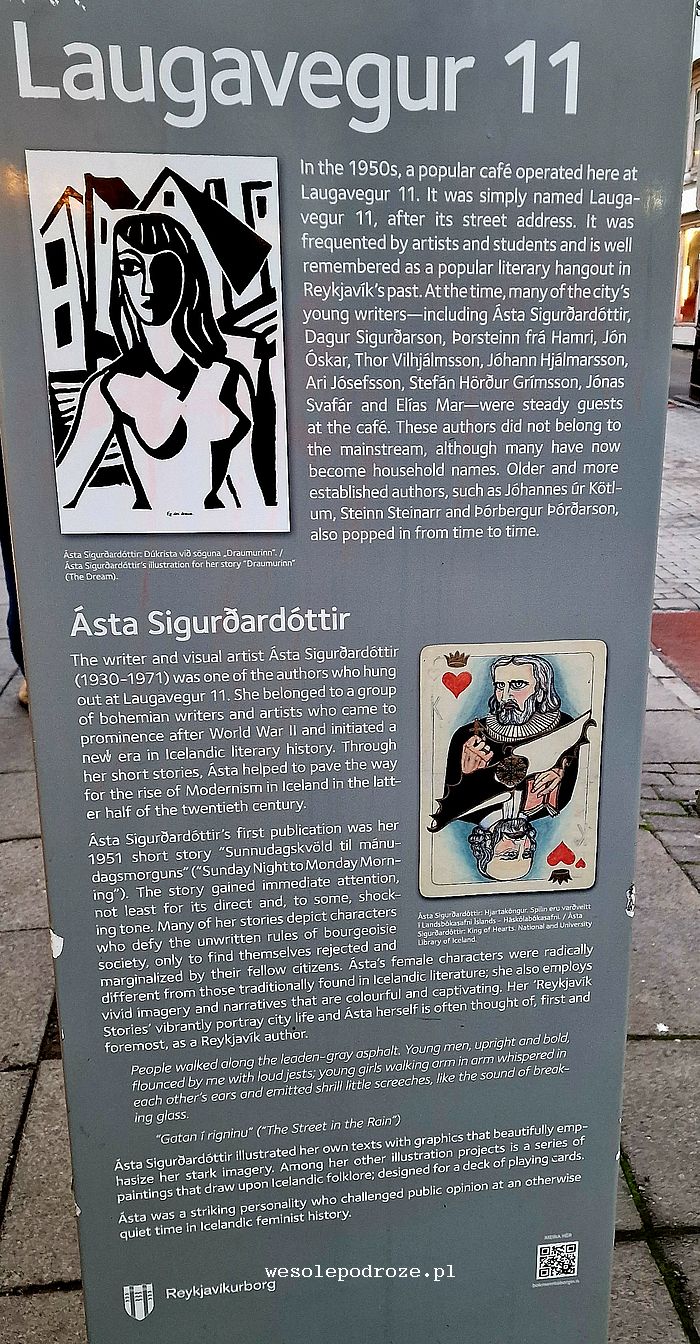 Laugavegur 11
In the 1950s, a popular café operated here at
Laugavegur 11. It was simply named Lauga-
vegur 11, after its street address. It was
frequented by artists and students and is well
remembered as a popular literary hangout in
Reykjavík's past. At the time, many of the city's
young writers—including Ásta Sigurðardóttir,
Dagur Sigurðarson, Þorsteinn frá Hamri, Jón
Óskar, Thor Vilhjálmsson, Jóhann Hjálmarsson,
Ari Jósefsson, Stefán Hörður Grímsson, Jónas
Svafár and Elías Mar—were steady guests
at the café. These authors did not belong to
the mainstream, although many have now
become household names. Older and more
established authors, such as Jóhannes úr Kötl-
um, Steinn Steinarr and Þórbergur Þórðarson,
also popped in from time to time.
Ásta Sigurðardóttir: Dúkrista við söguna „Draumurinn“. /
Ásta Sigurðardóttir's illustration for her story "Draumurinn"
(The Dream).
Ásta Sigurðardóttir
The writer and visual artist Ásta Sigurðardóttir
(1930–1971) was one of the authors who hung
out at Laugavegur 11. She belonged to a group
of bohemian writers and artists who came to
prominence after World War II and initiated a
new era in Icelandic literary history. Through
her short stories, Ásta helped to pave the way
for the rise of Modernism in Iceland in the latt-
er half of the twentieth century.
Ásta Sigurðardóttir's first publication was her
1951 short story "Sunnudagskvöld til mánu-
dagsmorguns" ("Sunday Night to Monday Morn-
ing"). The story gained immediate attention,
not least for its direct and, to some, shock-
ing tone. Many of her stories depict characters
who defy the unwritten rules of bourgeoisie
society, only to find themselves rejected and
marginalized by their fellow citizens. Ásta's female characters were radically
different from those traditionally found in Icelandic literature; she also employs
vivid imagery and narratives that are colourful and captivating. Her 'Reykjavík
Stories' vibrantly portray city life and Ásta herself is often thought of, first and
foremost, as a Reykjavík author.
Ásta Sigurðardóttir: Hjartakóngur. Spilin eru varðveitt
í Landsbókasafni Íslands – Háskólabókasafni. / Ásta
Sigurðardóttir: King of Hearts. National and University
Library of Iceland.
People walked along the leaden-gray asphalt. Young men, upright and bold,
flounced by me with loud jests; young girls walking arm in arm whispered in
each other's ears and emitted shrill little screeches, like the sound of break-
ing glass.
"Gatan í rigninu" ("The Street in the Rain")
Ásta Sigurðardóttir illustrated her own texts with graphics that beautifully emp-
hasize her stark imagery. Among her other illustration projects is a series of
paintings that draw upon Icelandic folklore; designed for a deck of playing cards.
Ásta was a striking personality who challenged public opinion at an otherwise
quiet time in Icelandic feminist history.
MEIRA HÉR
Reykjavíkurborg
wesolepodroze.pl